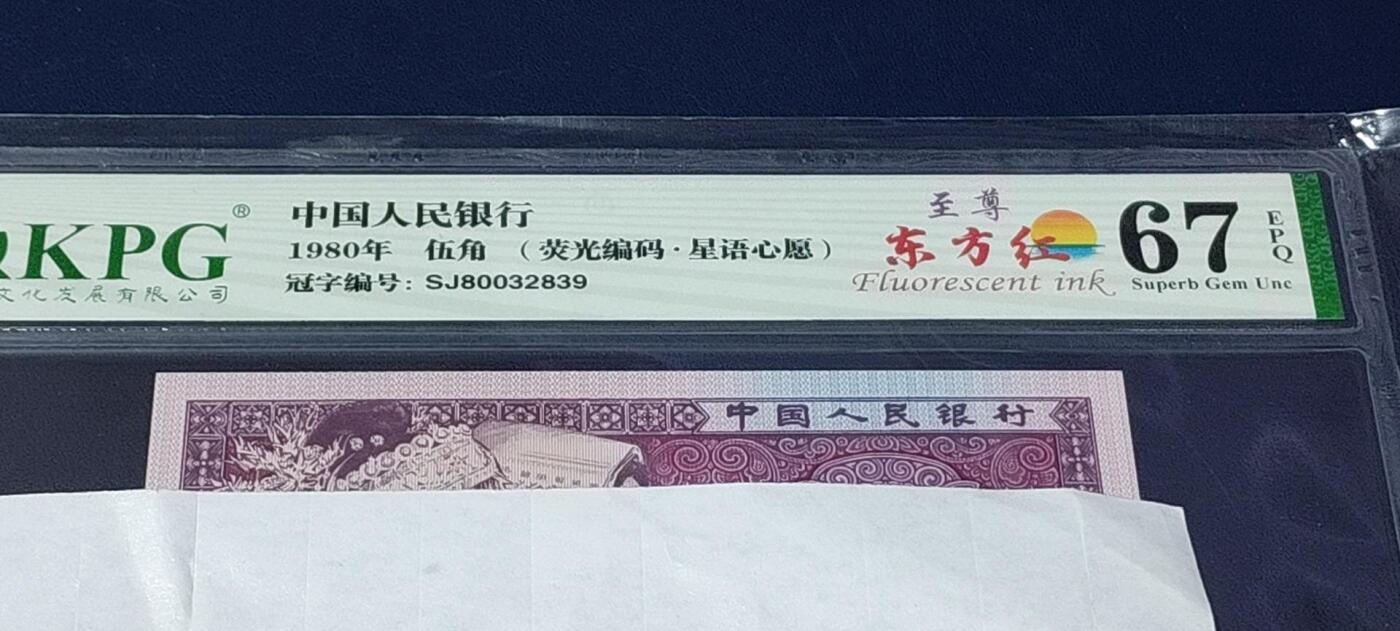 KPG®
文化发展有限公司
中国人民银行
1980年 伍角 (荧光编码·星语心愿)
冠字编号: SJ80032839
至尊
东方红
Fluorescent ink
67
EPQ
Superb Gem Unc
中国人民银行